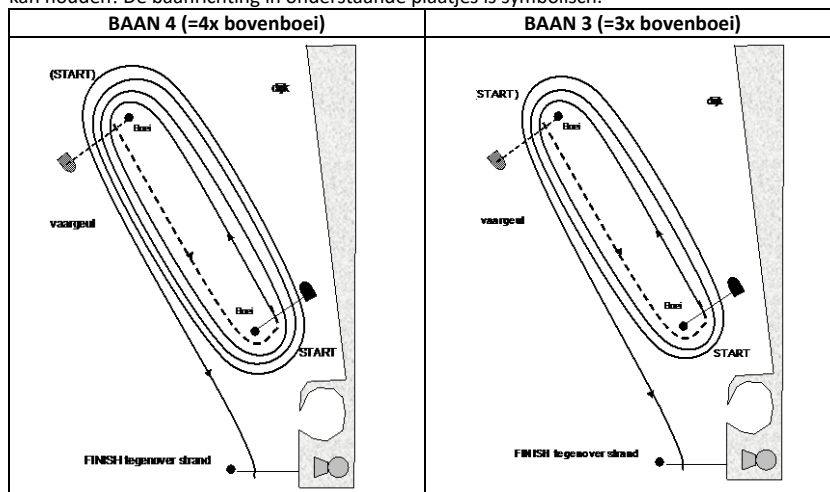 kan houden? De baanrichting in onderstaande plaatjes is symbolisch.
BAAN 4 (=4x bovenboei)
BAAN 3 (=3x bovenboei)
(START)
dijk
Boei
vaargeul
Boei
START
FINISH tegenover strand
(START)
dijk
Boei
vaargeul
Boei
START
FINISH tegenover strand